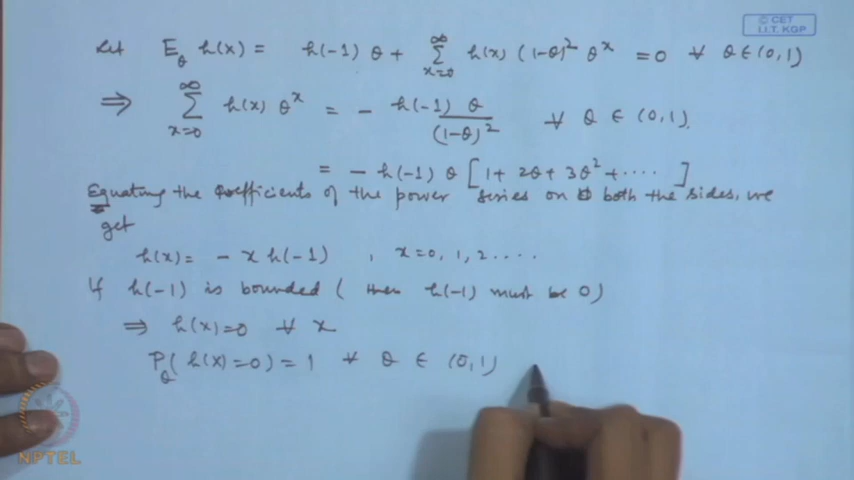 © CET
I.I.T. KGP
Let E_θ h(X) = h(-1) θ + ∑_{x=0}^{∞} h(x) (1-θ)² θ^x = 0 ∀ θ ∈ (0,1)
⇒ ∑_{x=0}^{∞} h(x) θ^x = - h(-1) θ / (1-θ)² ∀ θ ∈ (0,1).
= - h(-1) θ [1 + 2θ + 3θ² + ....]
Equating the coefficients of the power series on both the sides, we
get
h(x) = - x h(-1) , x = 0, 1, 2 ....
If h(-1) is bounded ( then h(-1) must be 0)
⇒ h(x) = 0 ∀ x
P_θ ( h(X) = 0) = 1 ∀ θ ∈ (0,1)
NPTEL